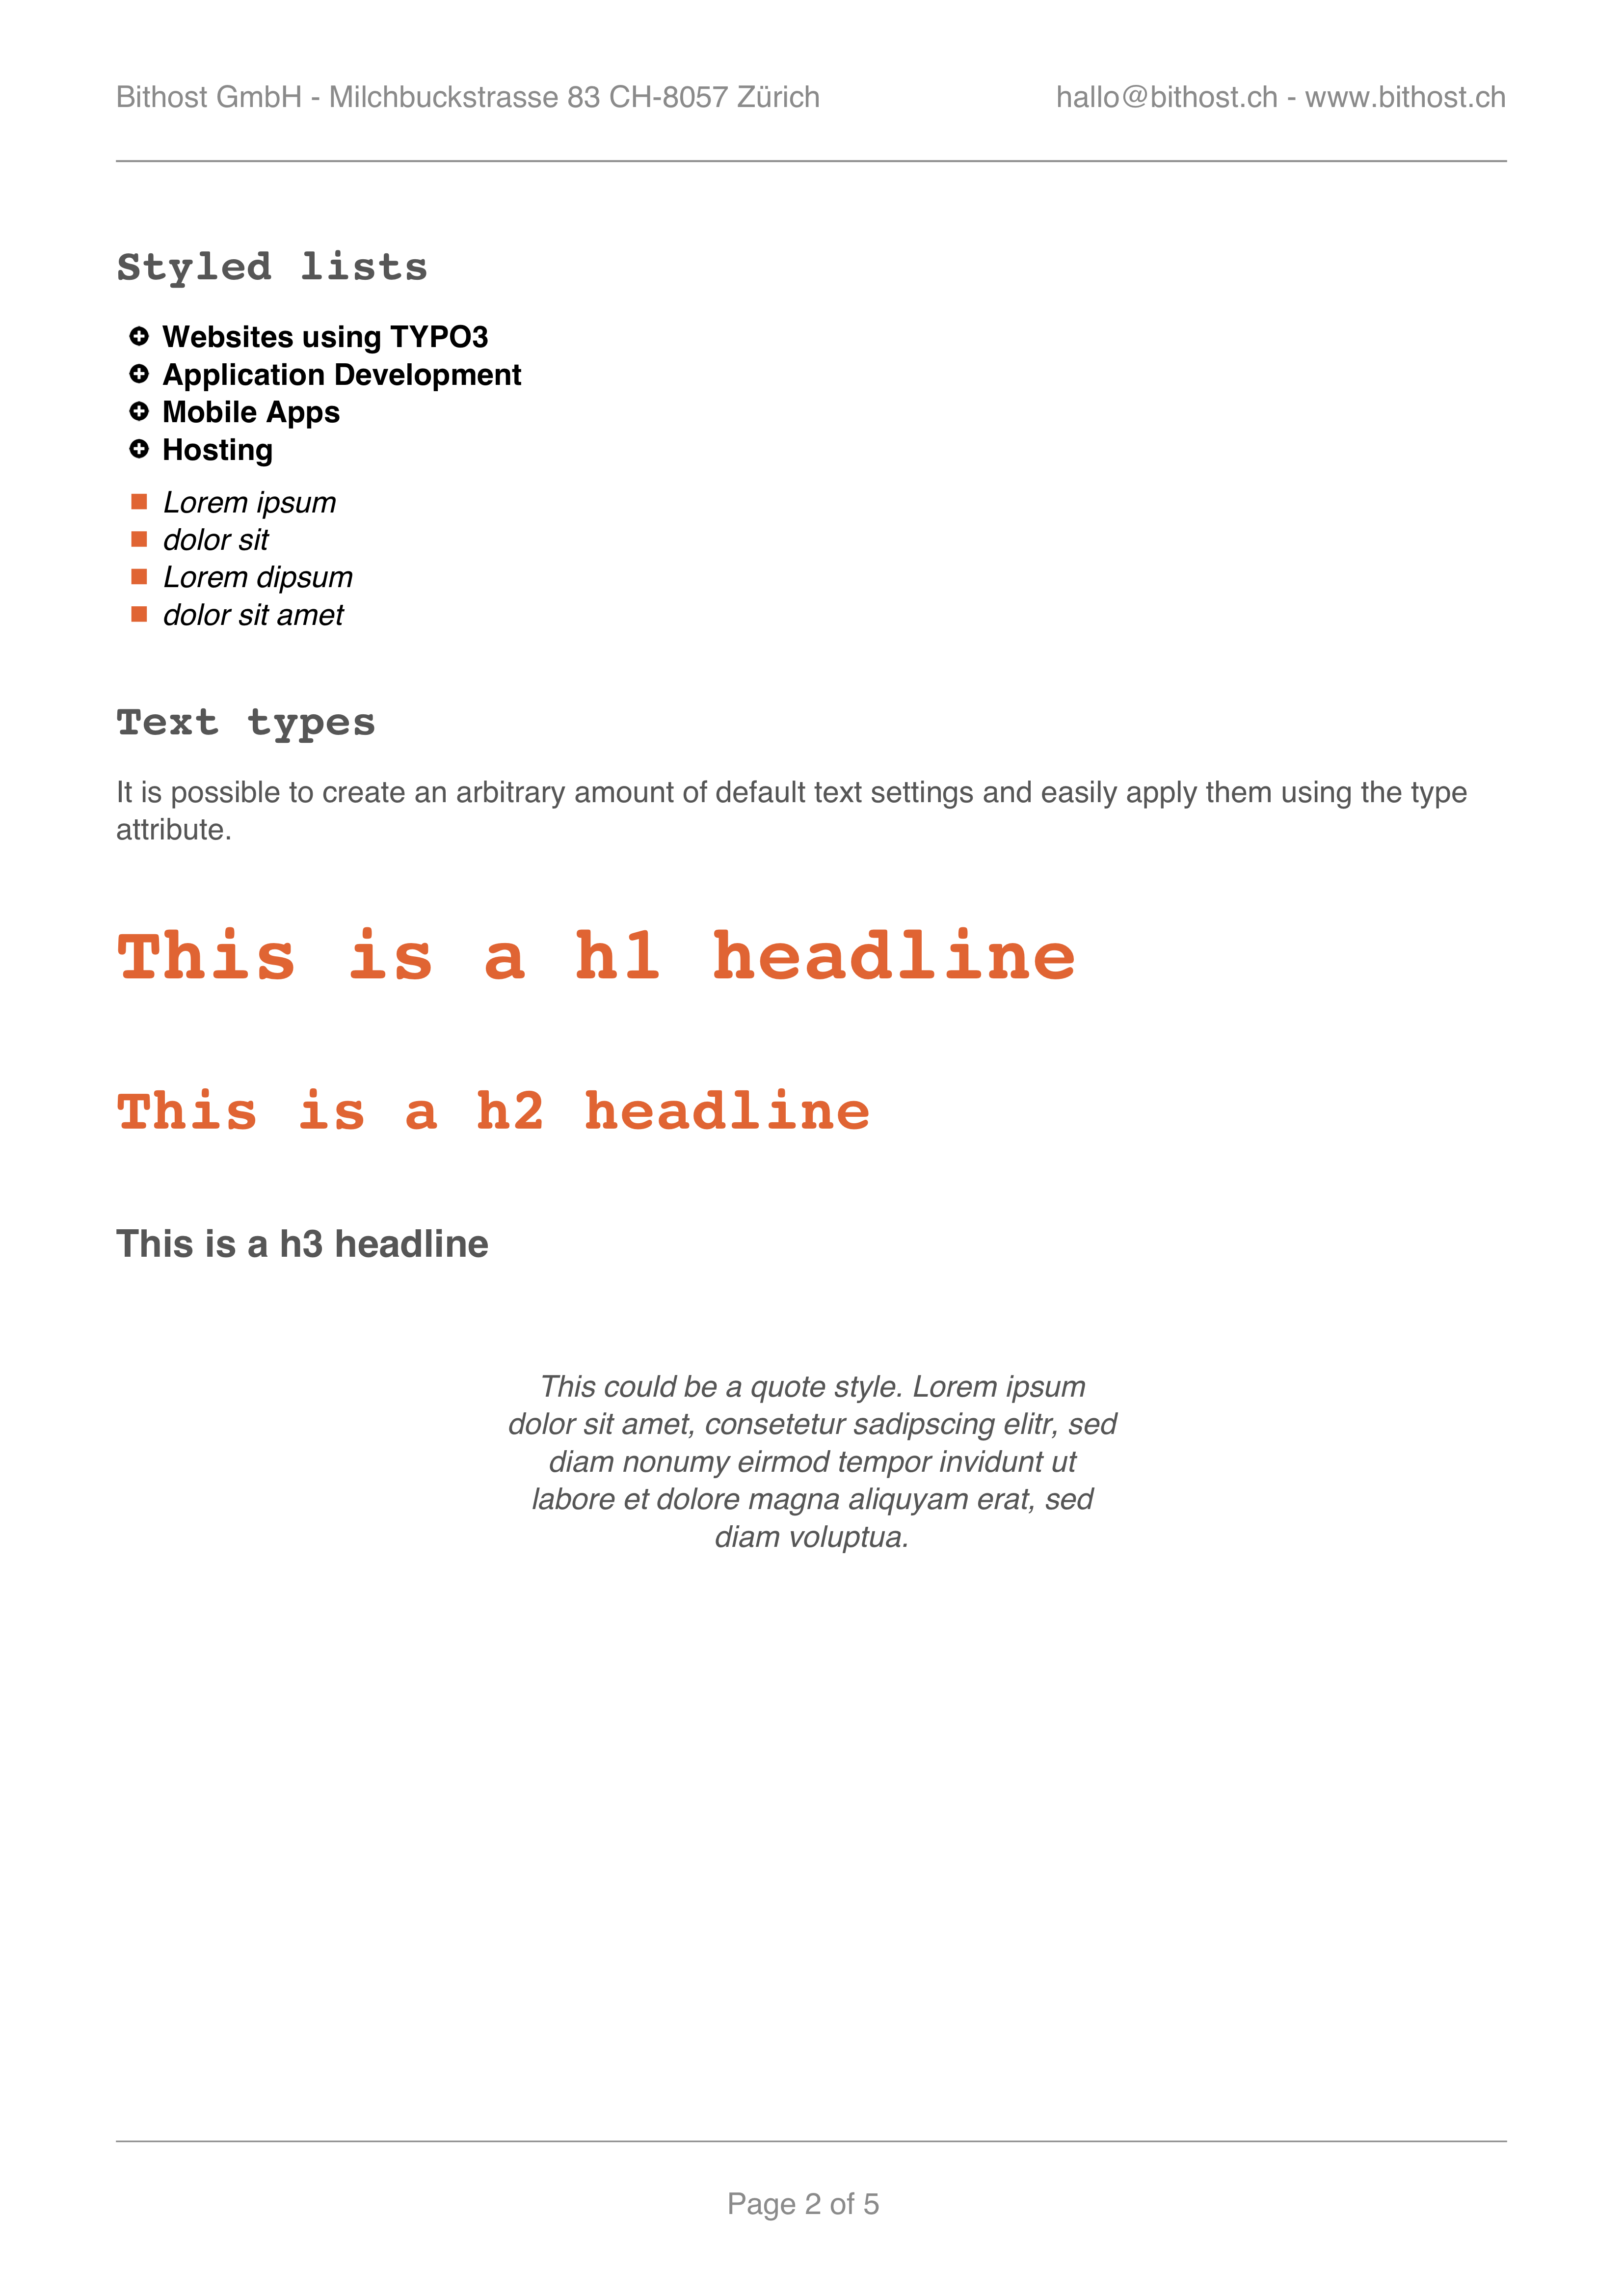 Bithost GmbH - Milchbuckstrasse 83 CH-8057 Zürich hallo@bithost.ch - www.bithost.ch
Styled lists
Websites using TYPO3
Application Development
Mobile Apps
Hosting
Lorem ipsum
dolor sit
Lorem dipsum
dolor sit amet
Text types
It is possible to create an arbitrary amount of default text settings and easily apply them using the type
attribute.
This is a h1 headline
This is a h2 headline
This is a h3 headline
This could be a quote style. Lorem ipsum
dolor sit amet, consetetur sadipscing elitr, sed
diam nonumy eirmod tempor invidunt ut
labore et dolore magna aliquyam erat, sed
diam voluptua.
Page 2 of 5